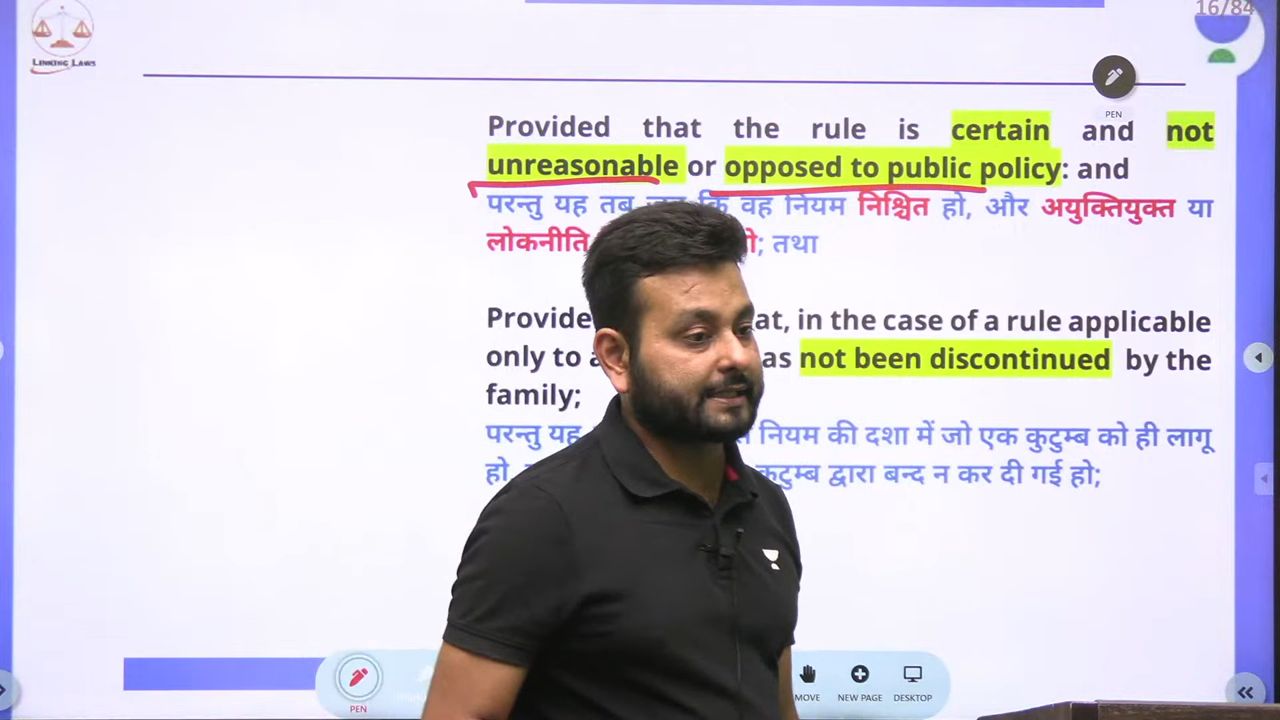 16/84
LINKING LAWS
PEN
Provided that the rule is certain and not
unreasonable or opposed to public policy: and
परन्तु यह तब कि वह नियम निश्चित हो, और अयुक्तियुक्त या
लोकनीति ; तथा
at, in the case of a rule applicable
only to as not been discontinued by the
family;
परन्तु यह नियम की दशा में जो एक कुटुम्ब को ही लागू
हो, कुटुम्ब द्वारा बन्द न कर दी गई हो;
PEN
MOVE
NEW PAGE
DESKTOP